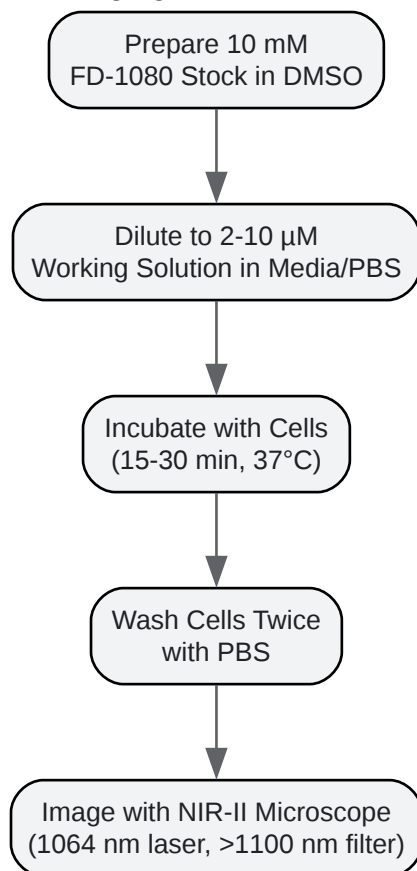 Prepare 10 mM
FD-1080 Stock in DMSO
Dilute to 2-10 µM
Working Solution in Media/PBS
Incubate with Cells
(15-30 min, 37°C)
Wash Cells Twice
with PBS
Image with NIR-II Microscope
(1064 nm laser, >1100 nm filter)